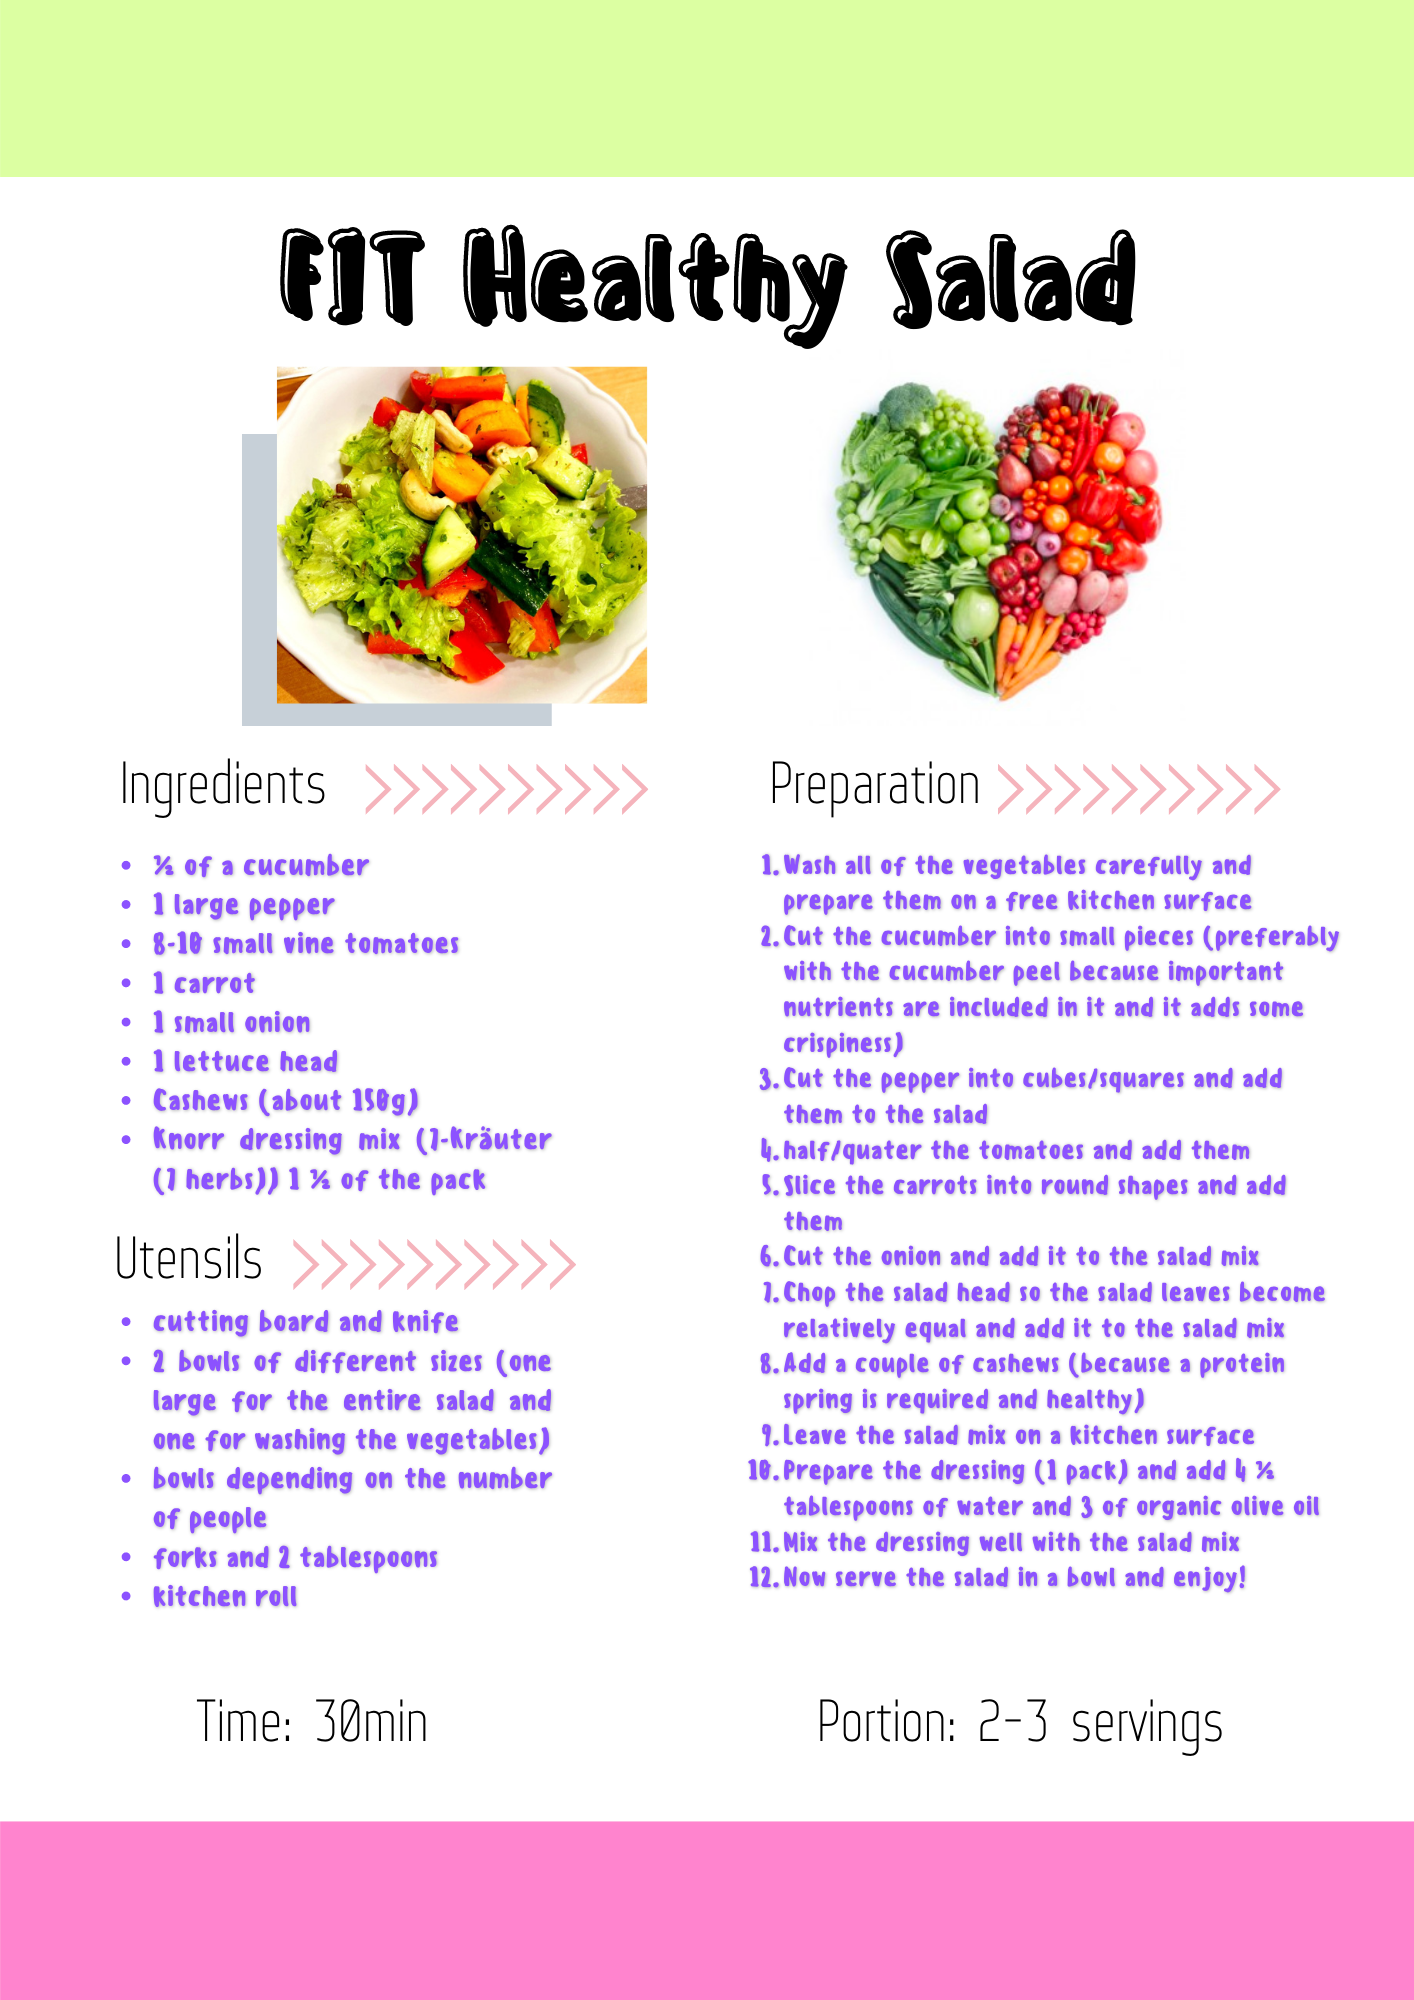 FIT Healthy Salad
Ingredients
• ½ of a cucumber
• 1 large pepper
• 8-10 small vine tomatoes
• 1 carrot
• 1 small onion
• 1 lettuce head
• Cashews (about 150g)
• Knorr dressing mix (7-Kräuter
(7 herbs)) 1 ½ of the pack
Utensils
• cutting board and knife
• 2 bowls of different sizes (one
large for the entire salad and
one for washing the vegetables)
• bowls depending on the number
of people
• forks and 2 tablespoons
• kitchen roll
Preparation
1. Wash all of the vegetables carefully and
prepare them on a free kitchen surface
2. Cut the cucumber into small pieces (preferably
with the cucumber peel because important
nutrients are included in it and it adds some
crispiness)
3. Cut the pepper into cubes/squares and add
them to the salad
4. half/quater the tomatoes and add them
5. Slice the carrots into round shapes and add
them
6. Cut the onion and add it to the salad mix
7. Chop the salad head so the salad leaves become
relatively equal and add it to the salad mix
8. Add a couple of cashews (because a protein
spring is required and healthy)
9. Leave the salad mix on a kitchen surface
10. Prepare the dressing (1 pack) and add 4 ½
tablespoons of water and 3 of organic olive oil
11. Mix the dressing well with the salad mix
12. Now serve the salad in a bowl and enjoy!
Time: 30min
Portion: 2-3 servings